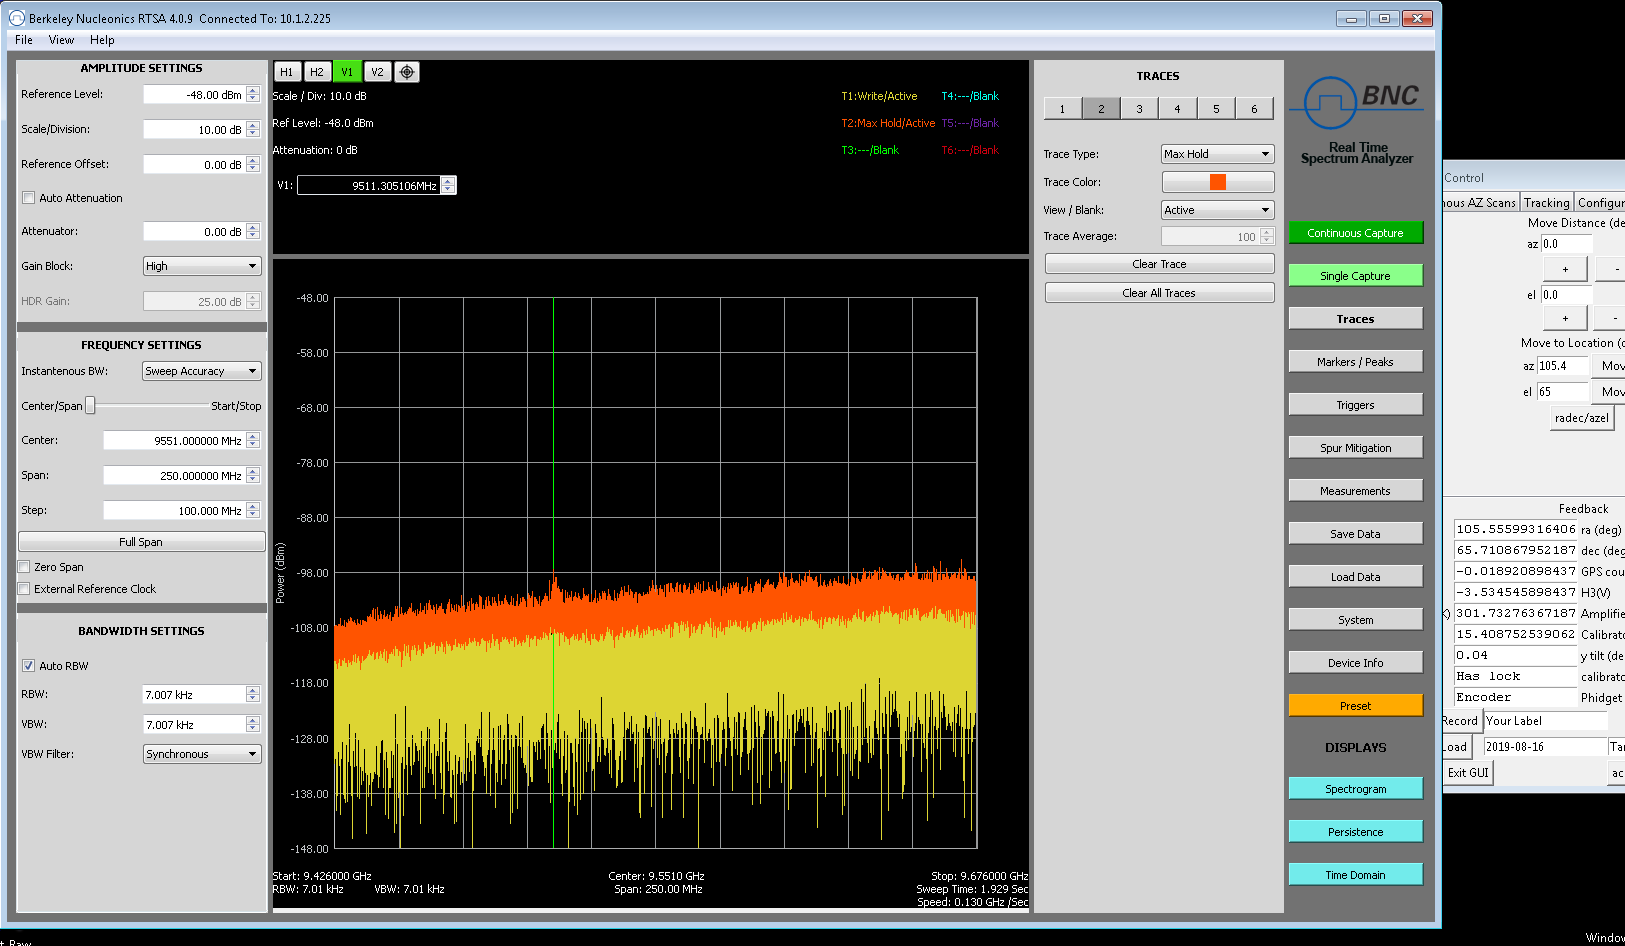 Berkeley Nucleonics RTSA 4.0.9 Connected To: 10.1.2.225
File View Help
AMPLITUDE SETTINGS
Reference Level: -48.00 dBm
Scale/Division: 10.00 dB
Reference Offset: 0.00 dB
Auto Attenuation
Attenuator: 0.00 dB
Gain Block: High
HDR Gain: 25.00 dB
FREQUENCY SETTINGS
Instantenous BW: Sweep Accuracy
Center/Span Start/Stop
Center: 9551.000000 MHz
Span: 250.000000 MHz
Step: 100.000 MHz
Full Span
Zero Span
External Reference Clock
BANDWIDTH SETTINGS
Auto RBW
RBW: 7.007 kHz
VBW: 7.007 kHz
VBW Filter: Synchronous
H1 H2 V1 V2
Scale / Div: 10.0 dB
Ref Level: -48.0 dBm
Attenuation: 0 dB
T1:Write/Active T4:---/Blank
T2:Max Hold/Active T5:---/Blank
T3:---/Blank T6:---/Blank
V1: 9511.305106MHz
-48.00
-58.00
-68.00
-78.00
-88.00
-98.00
-108.00
-118.00
-128.00
-138.00
-148.00
Power (dBm)
Start: 9.426000 GHz Center: 9.5510 GHz Stop: 9.676000 GHz
RBW: 7.01 kHz VBW: 7.01 kHz Span: 250.00 MHz Sweep Time: 1.929 Sec
Speed: 0.130 GHz /Sec
TRACES
1 2 3 4 5 6
Trace Type: Max Hold
Trace Color:
View / Blank: Active
Trace Average: 100
Clear Trace
Clear All Traces
BNC
Real Time
Spectrum Analyzer
Continuous Capture
Single Capture
Traces
Markers / Peaks
Triggers
Spur Mitigation
Measurements
Save Data
Load Data
System
Device Info
Preset
DISPLAYS
Spectrogram
Persistence
Time Domain
Control
nous AZ Scans Tracking Configur
Move Distance (de
az 0.0
+ -
el 0.0
+ -
Move to Location (
az 105.4 Mov
el 65 Mov
radec/azel
Feedback
105.55599316406 ra (deg)
65.710867952187 dec (deg
-0.018920898437 GPS cou
-3.534545898437 H3(V)
) 301.73276367187 Amplifie
15.408752539062 Calibrato
0.04 y tilt (de
Has lock calibrato
Encoder Phidget
Record Your Label
Load 2019-08-16 Tar
Exit GUI ac
t Raw
Window